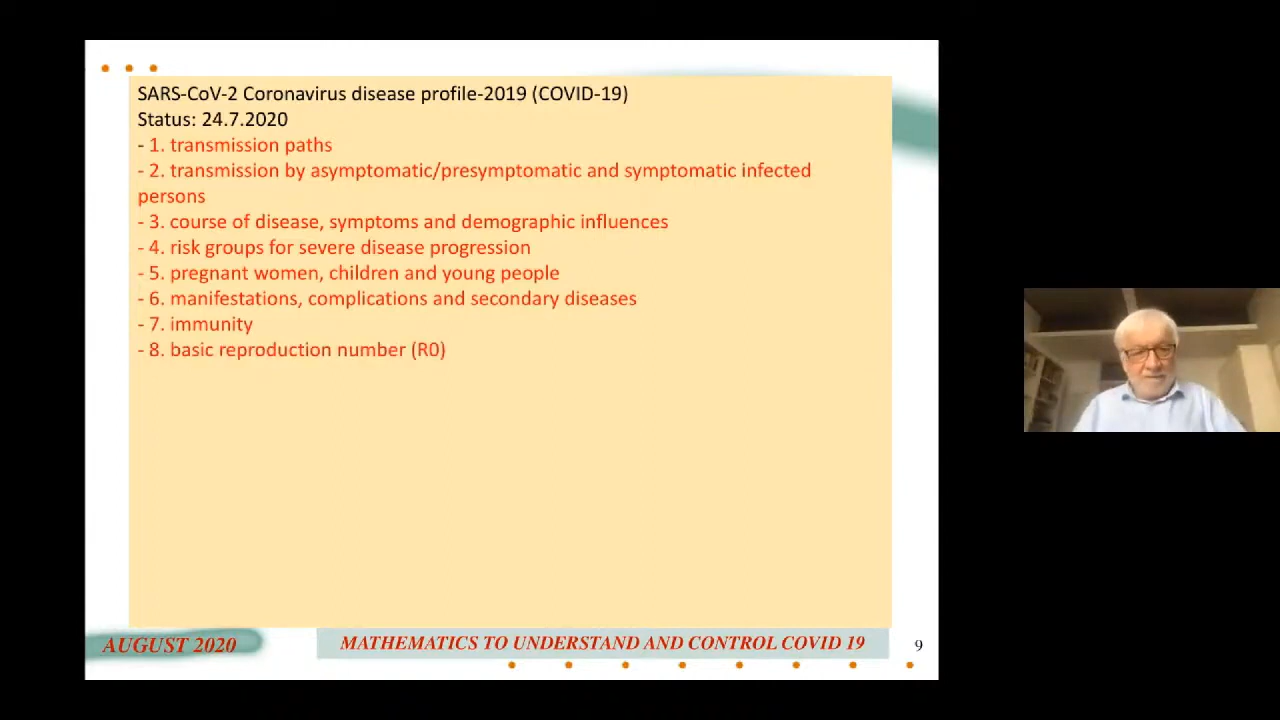 SARS-CoV-2 Coronavirus disease profile-2019 (COVID-19)
Status: 24.7.2020
- 1. transmission paths
- 2. transmission by asymptomatic/presymptomatic and symptomatic infected
persons
- 3. course of disease, symptoms and demographic influences
- 4. risk groups for severe disease progression
- 5. pregnant women, children and young people
- 6. manifestations, complications and secondary diseases
- 7. immunity
- 8. basic reproduction number (R0)
AUGUST 2020
MATHEMATICS TO UNDERSTAND AND CONTROL COVID 19
9